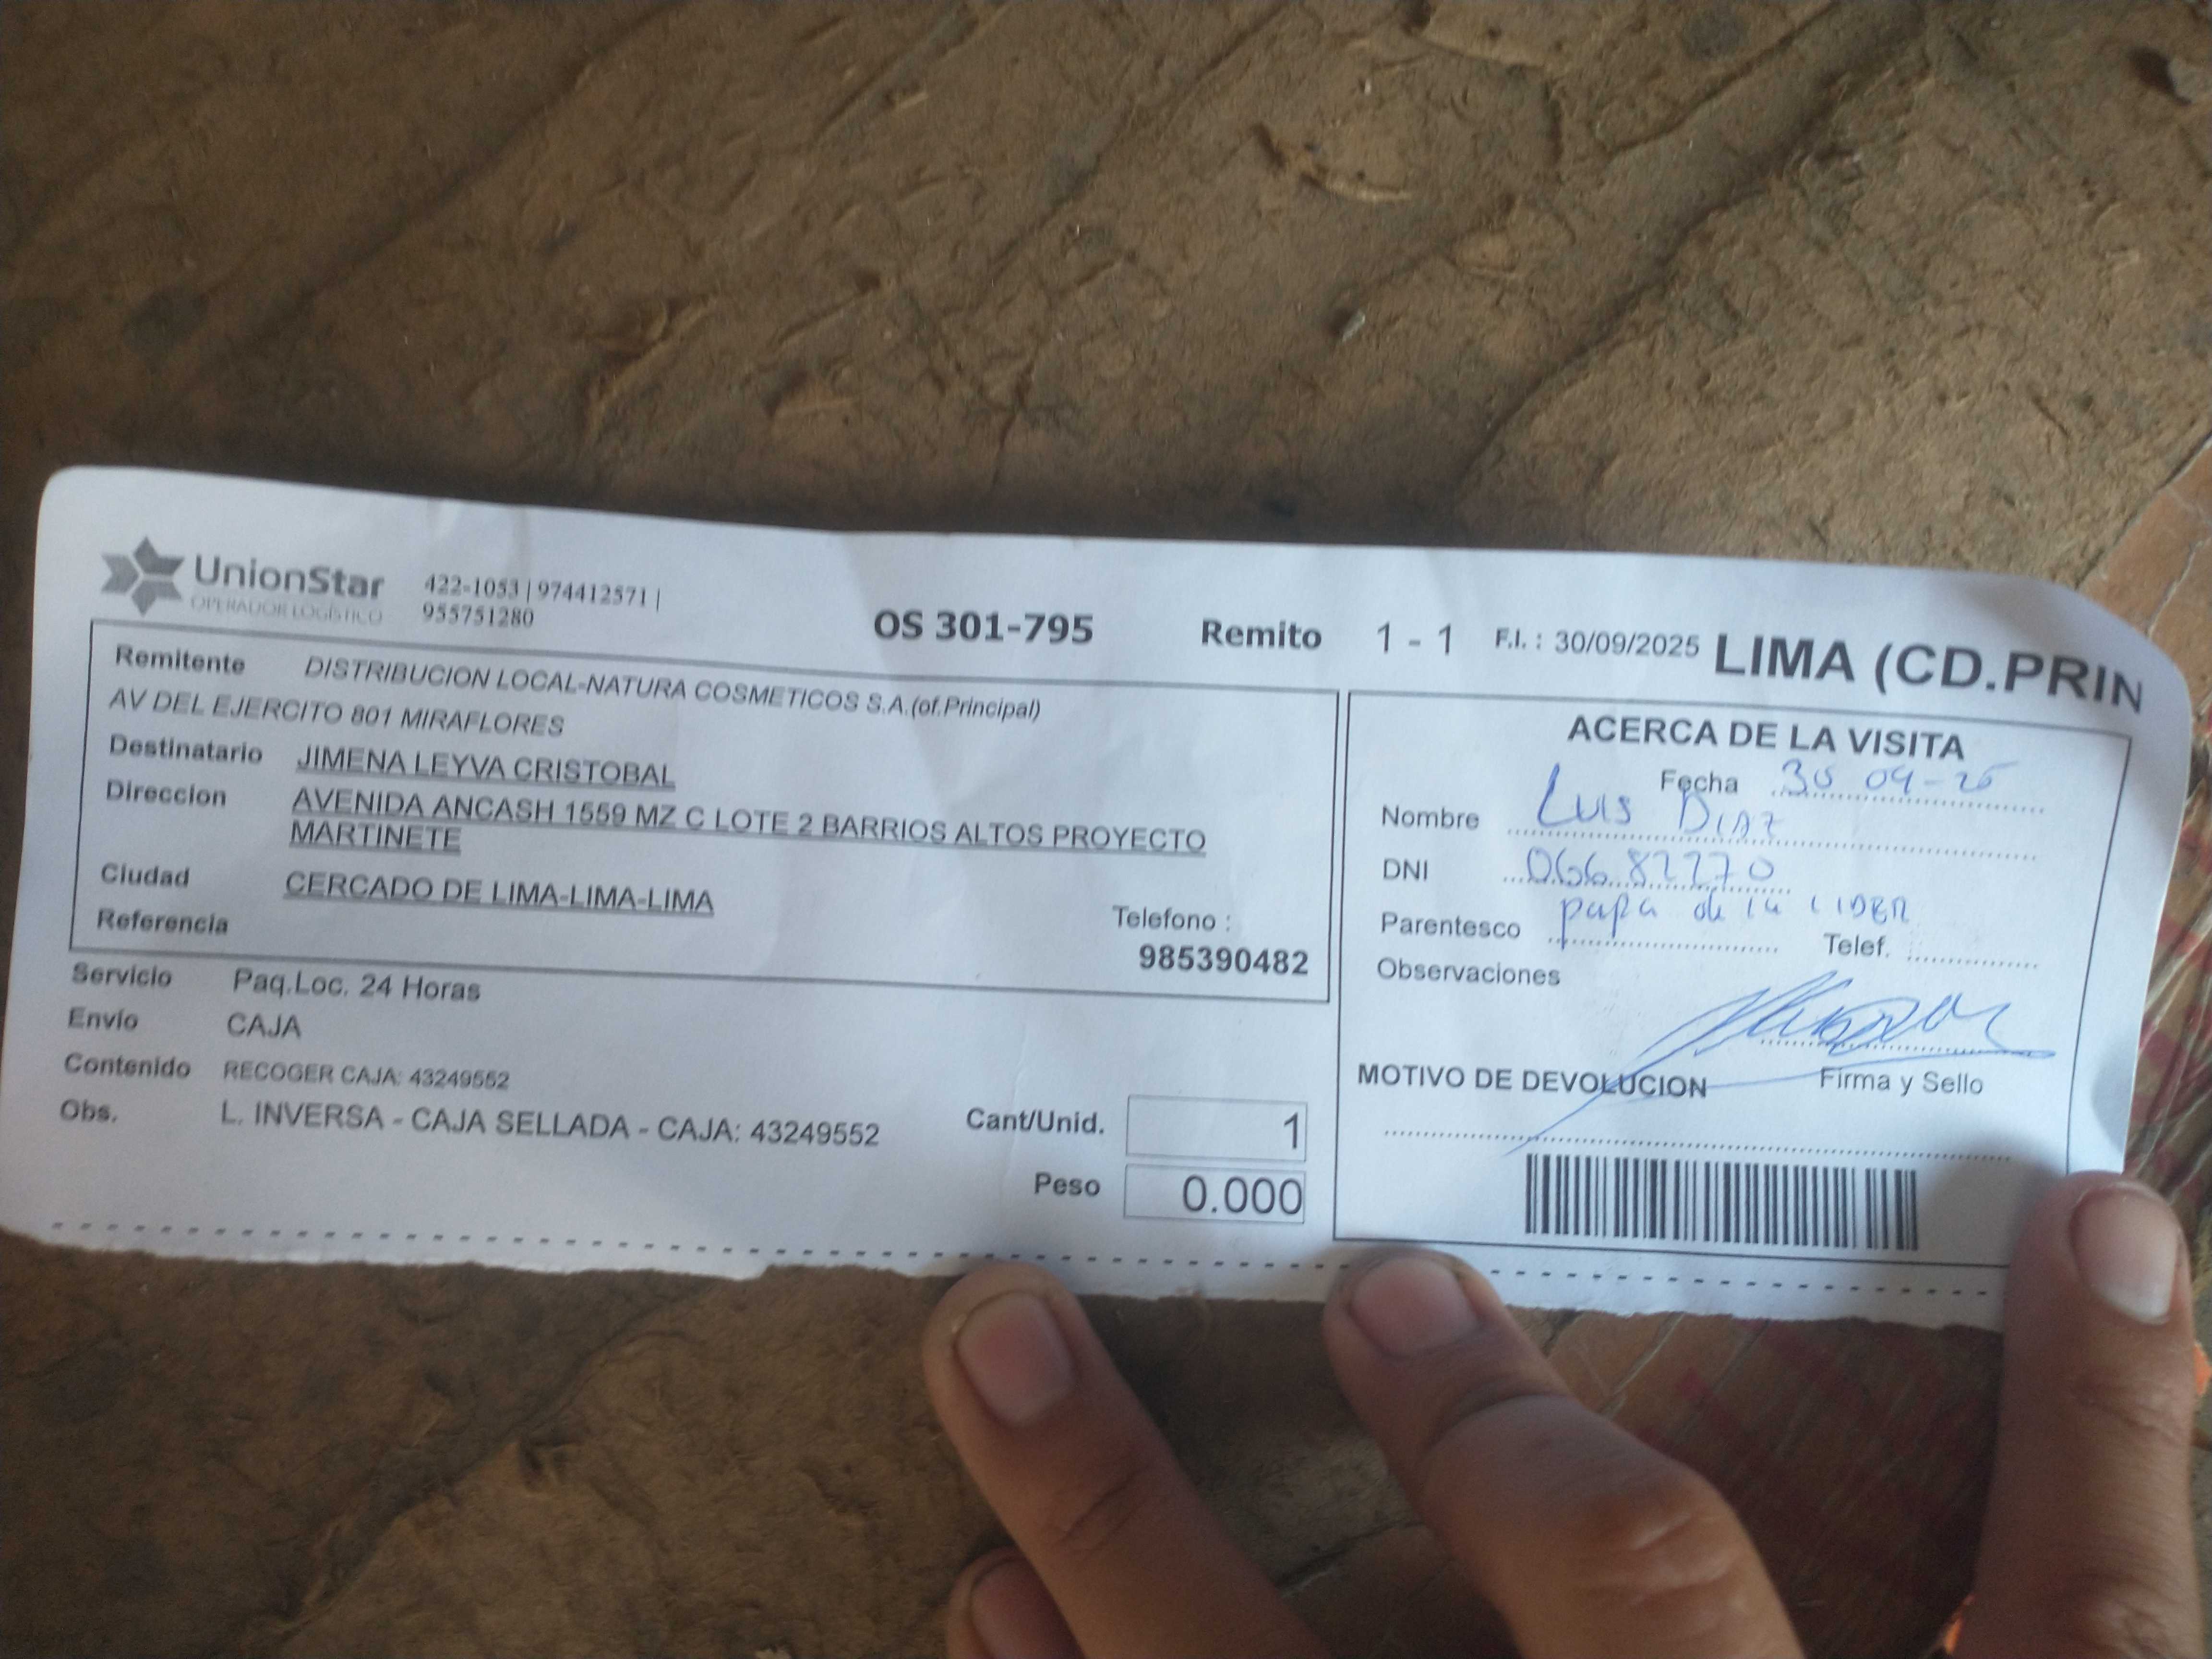 UnionStar
OPERADOR LOGÍSTICO
422-1053 | 974412571 |
955751280
OS 301-795
Remito 1 - 1
F.I. : 30/09/2025
LIMA (CD.PRIN
Remitente DISTRIBUCION LOCAL-NATURA COSMETICOS S.A.(of.Principal)
AV DEL EJERCITO 801 MIRAFLORES
Destinatario JIMENA LEYVA CRISTOBAL
Direccion AVENIDA ANCASH 1559 MZ C LOTE 2 BARRIOS ALTOS PROYECTO
MARTINETE
Ciudad CERCADO DE LIMA-LIMA-LIMA
Referencia
Telefono :
985390482
Servicio Paq.Loc. 24 Horas
Envío CAJA
Contenido RECOGER CAJA: 43249552
Obs. L. INVERSA - CAJA SELLADA - CAJA: 43249552
Cant/Unid. 1
Peso 0.000
ACERCA DE LA VISITA
Fecha 30 09-25
Nombre Luis DIAZ
DNI
Parentesco papa de la LIDER
Telef.
Observaciones
Firma y Sello
MOTIVO DE DEVOLUCION